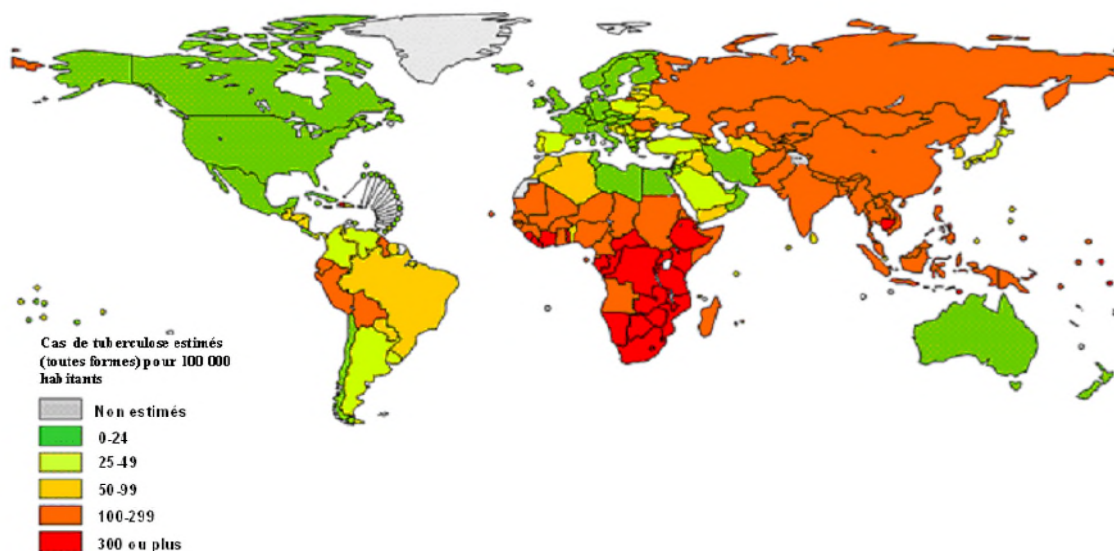 Cas de tuberculose estimés
(toutes formes) pour 100 000
habitants
Non estimés
0-24
25-49
50-99
100-299
300 ou plus